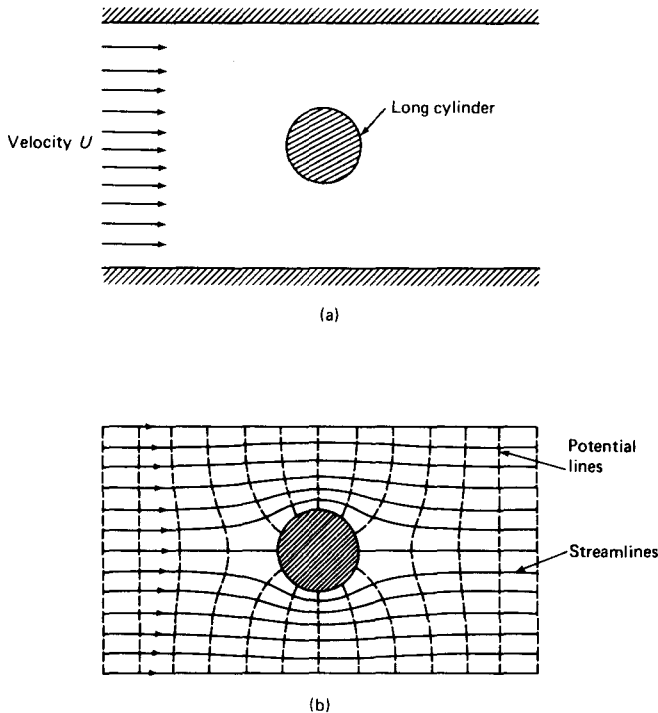 Velocity U
Long cylinder
(a)
Potential
lines
Streamlines
(b)